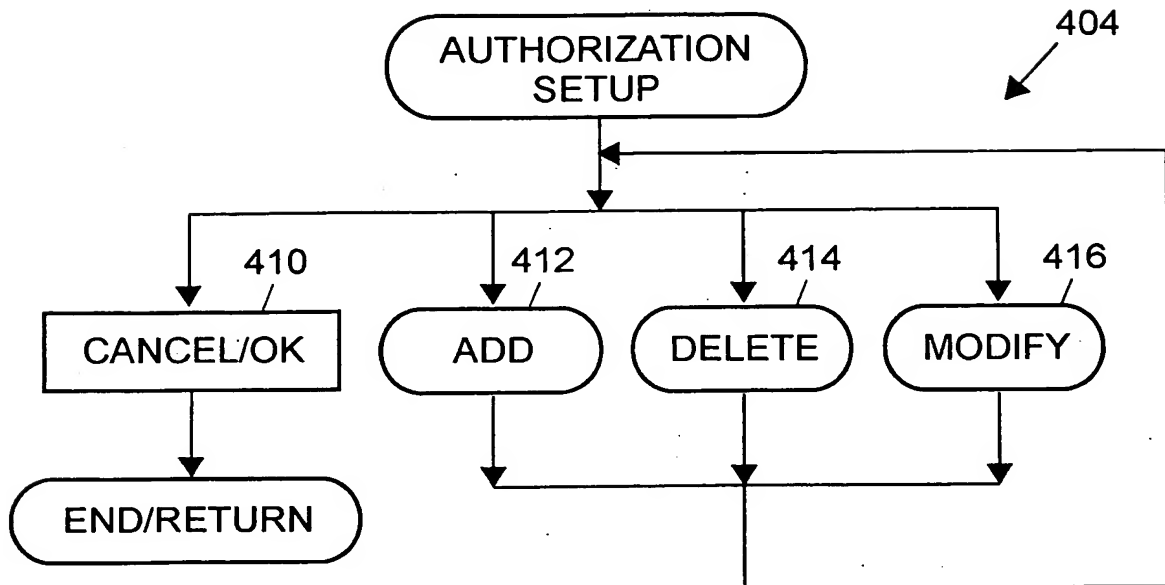 AUTHORIZATION
SETUP
404
410
412
414
416
CANCEL/OK
ADD
DELETE
MODIFY
END/RETURN